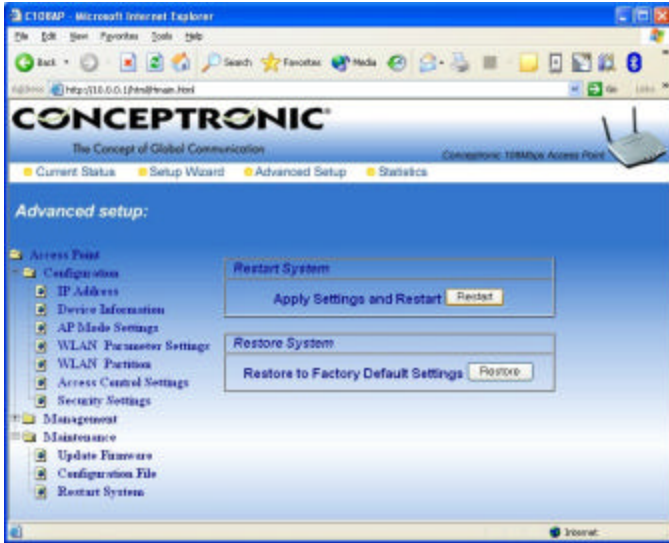 C108AP - Microsoft Internet Explorer
File Edit View Favorites Tools Help
Back Search Favorites Media
Address http://10.0.0.1/html/main.html Go Links
CONCEPTRONIC
The Concept of Global Communication
Conceptronic 108Mbps Access Point
Current Status Setup Wizard Advanced Setup Statistics
Advanced setup:
Access Point
Configuration
IP Address
Device Information
AP Mode Settings
WLAN Parameter Settings
WLAN Partition
Access Control Settings
Security Settings
Management
Maintenance
Update Firmware
Configuration File
Restart System
Restart System
Apply Settings and Restart Restart
Restore System
Restore to Factory Default Settings Restore
Internet